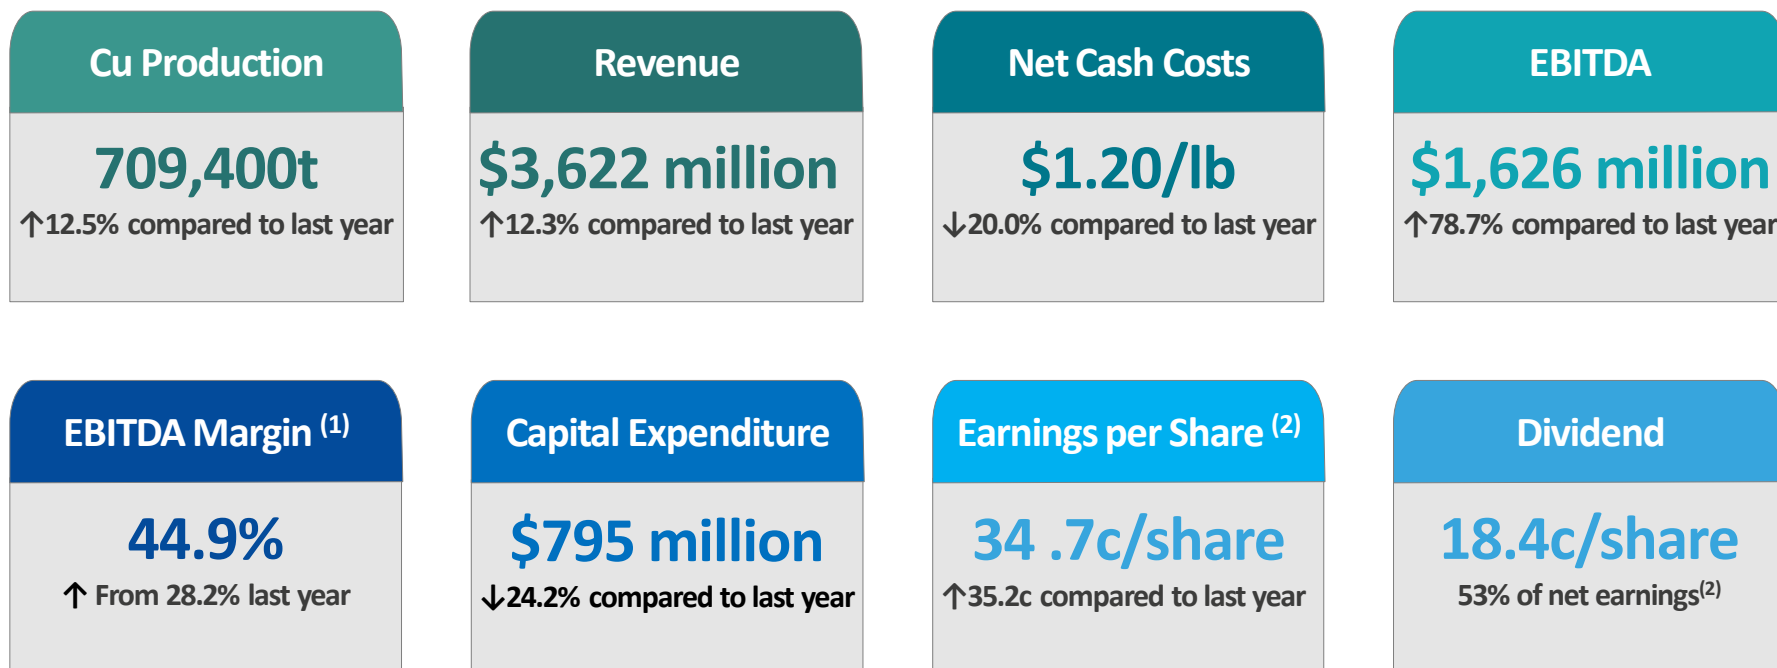 Cu Production
709,400t
↑12.5% compared to last year
Revenue
$3,622 million
↑12.3% compared to last year
Net Cash Costs
$1.20/lb
↓20.0% compared to last year
EBITDA
$1,626 million
↑78.7% compared to last year
EBITDA Margin (1)
44.9%
↑ From 28.2% last year
Capital Expenditure
$795 million
↓24.2% compared to last year
Earnings per Share (2)
34 .7c/share
↑35.2c compared to last year
Dividend
18.4c/share
53% of net earnings(2)